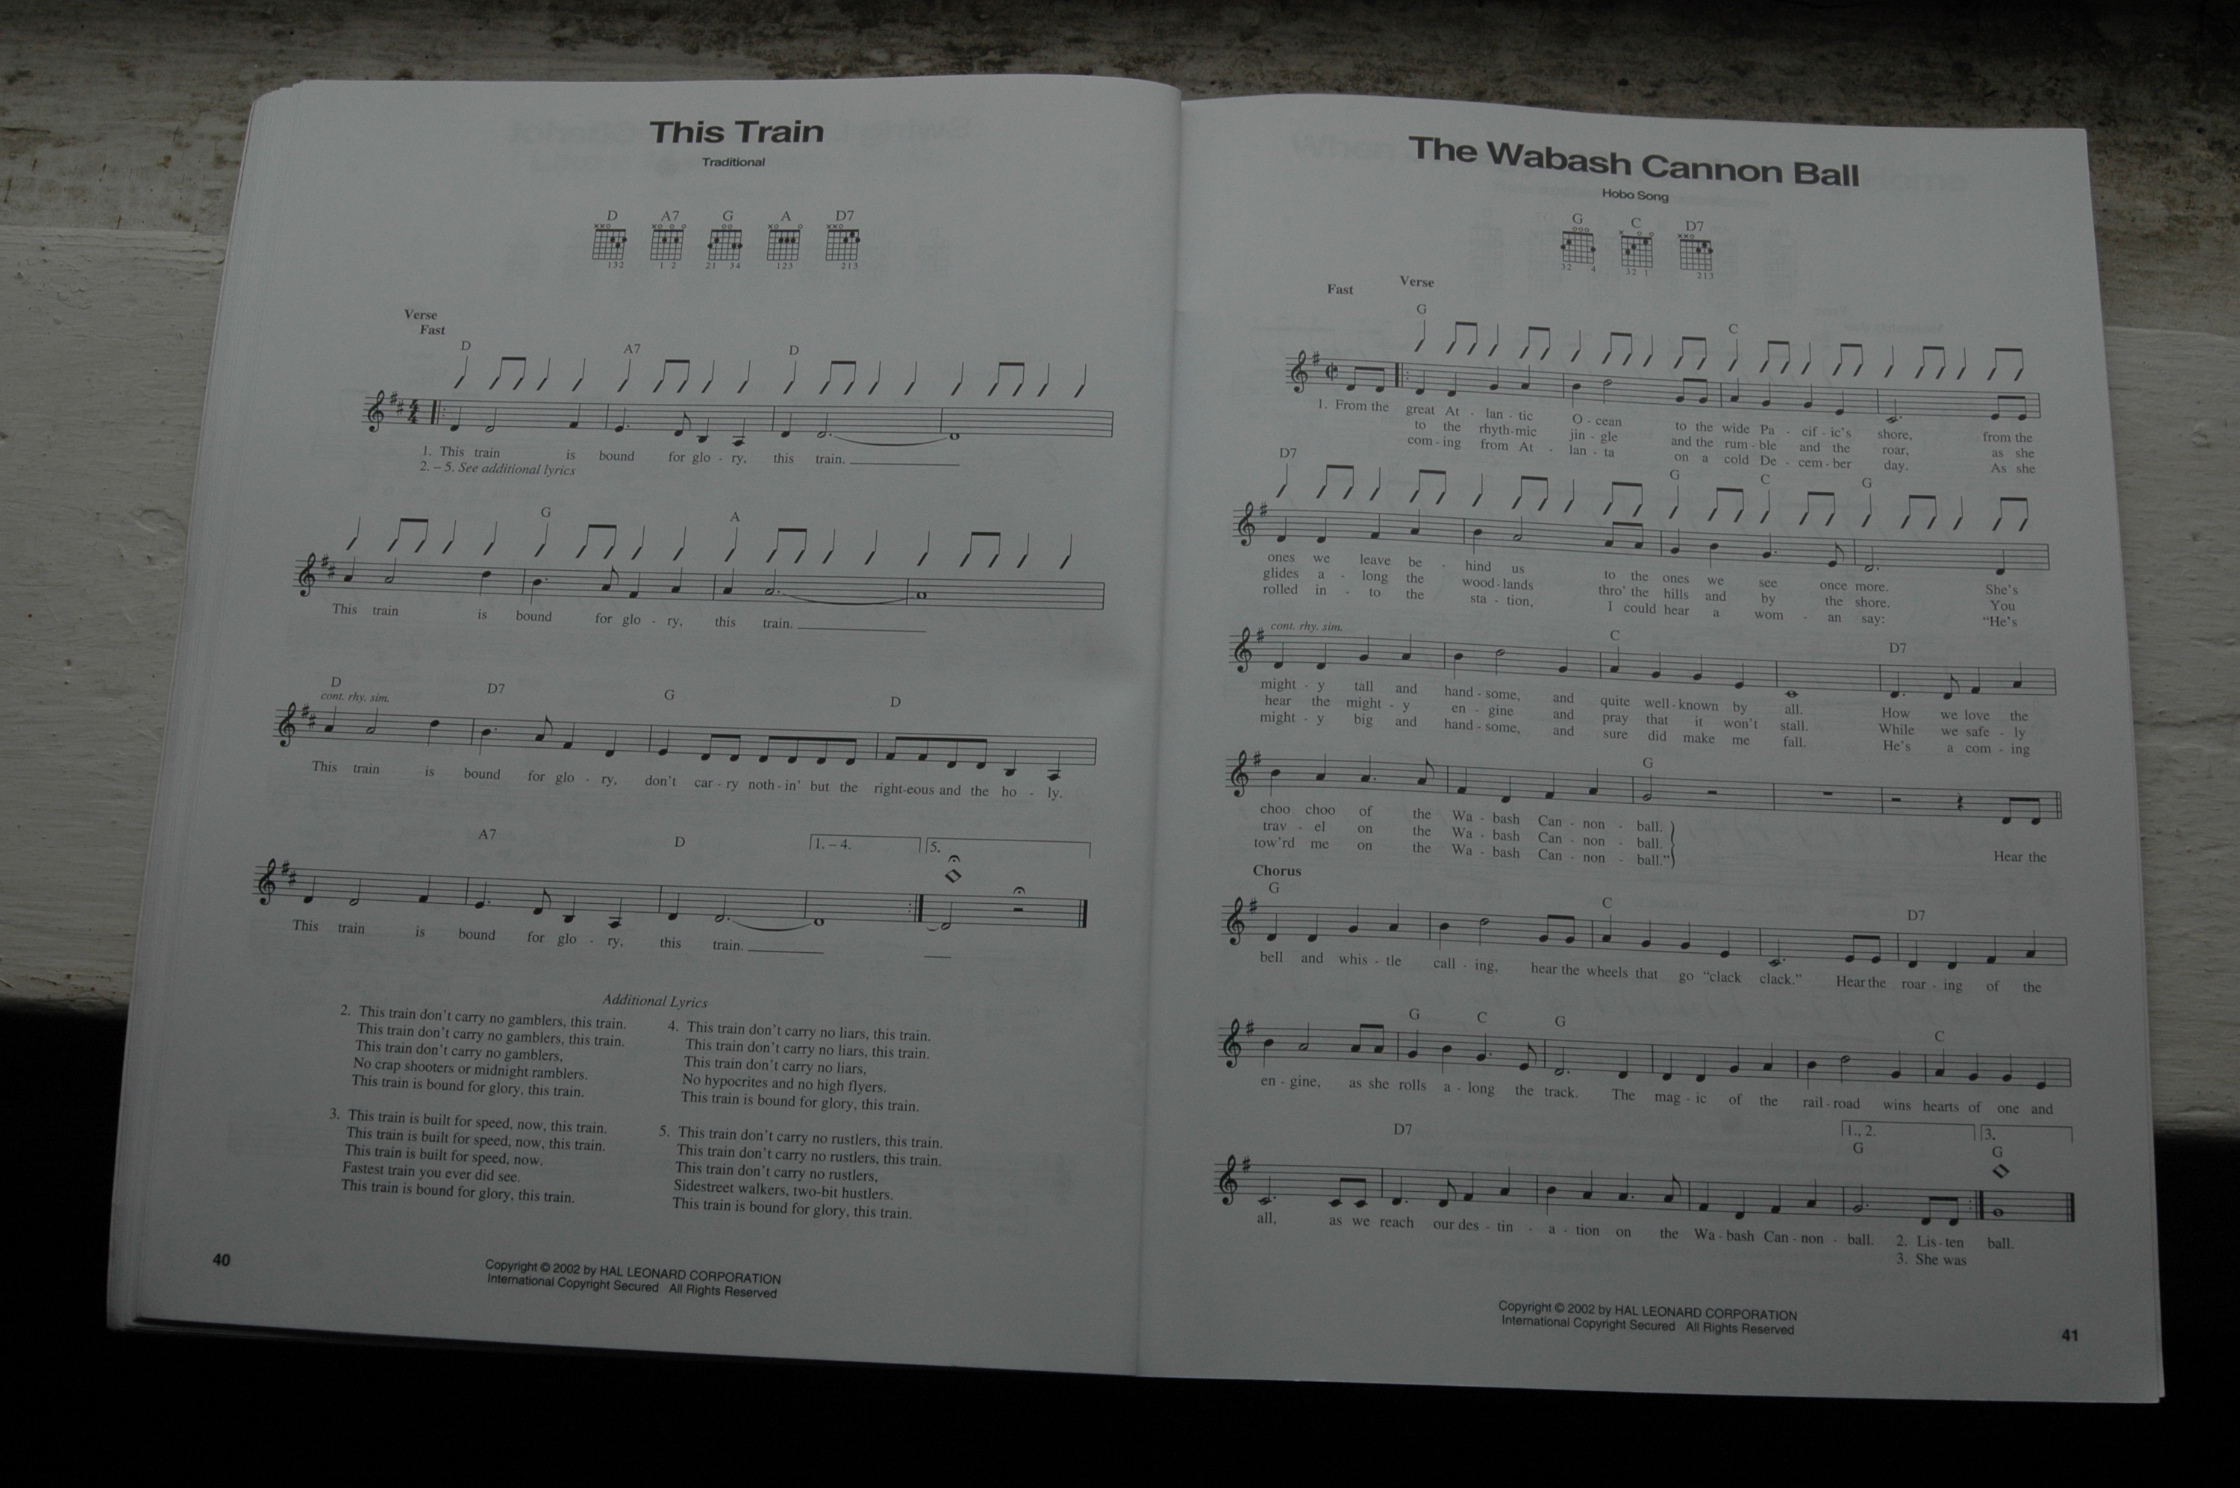 This Train
Traditional
D A7 G A D7
132 1 2 21 34 123 213
Verse
Fast
D A7 D
1. This train is bound for glo - ry, this train.
2. – 5. See additional lyrics
G A
This train is bound for glo - ry, this train.
D D7 G D
cont. rhy. sim.
This train is bound for glo - ry, don't car - ry noth - in' but the right-eous and the ho - ly.
A7 D 1. – 4. 5.
This train is bound for glo - ry, this train.
Additional Lyrics
2. This train don't carry no gamblers, this train.
This train don't carry no gamblers, this train.
This train don't carry no gamblers,
No crap shooters or midnight ramblers.
This train is bound for glory, this train.
3. This train is built for speed, now, this train.
This train is built for speed, now, this train.
This train is built for speed, now,
Fastest train you ever did see.
This train is bound for glory, this train.
4. This train don't carry no liars, this train.
This train don't carry no liars, this train.
This train don't carry no liars,
No hypocrites and no high flyers.
This train is bound for glory, this train.
5. This train don't carry no rustlers, this train.
This train don't carry no rustlers, this train.
This train don't carry no rustlers,
Sidestreet walkers, two-bit hustlers.
This train is bound for glory, this train.
40
Copyright © 2002 by HAL LEONARD CORPORATION
International Copyright Secured All Rights Reserved
The Wabash Cannon Ball
Hobo Song
G C D7
32 4 32 1 213
Fast Verse
G C
1. From the great At - lan - tic O - cean to the wide Pa - cif - ic's shore, from the
to the rhyth-mic jin - gle and the rum - ble and the roar, as she
com - ing from At - lan - ta on a cold De - cem - ber day. As she
D7 G C G
ones we leave be - hind us to the ones we see once more. She's
glides a - long the wood - lands thro' the hills and by the shore. You
rolled in - to the sta - tion, I could hear a wom - an say: "He's
cont. rhy. sim. C D7
might - y tall and hand - some, and quite well - known by all. How we love the
hear the might - y en - gine and pray that it won't stall. While we safe - ly
might - y big and hand - some, and sure did make me fall. He's a com - ing
G
choo choo of the Wa - bash Can - non - ball.
trav - el on the Wa - bash Can - non - ball.
tow'rd me on the Wa - bash Can - non - ball." Hear the
Chorus
G C D7
bell and whis - tle call - ing, hear the wheels that go "clack clack." Hear the roar - ing of the
G C G C
en - gine, as she rolls a - long the track. The mag - ic of the rail - road wins hearts of one and
D7 1., 2. G 3. G
all, as we reach our des - tin - a - tion on the Wa - bash Can - non - ball. 2. Lis - ten ball.
3. She was
Copyright © 2002 by HAL LEONARD CORPORATION
International Copyright Secured All Rights Reserved
41